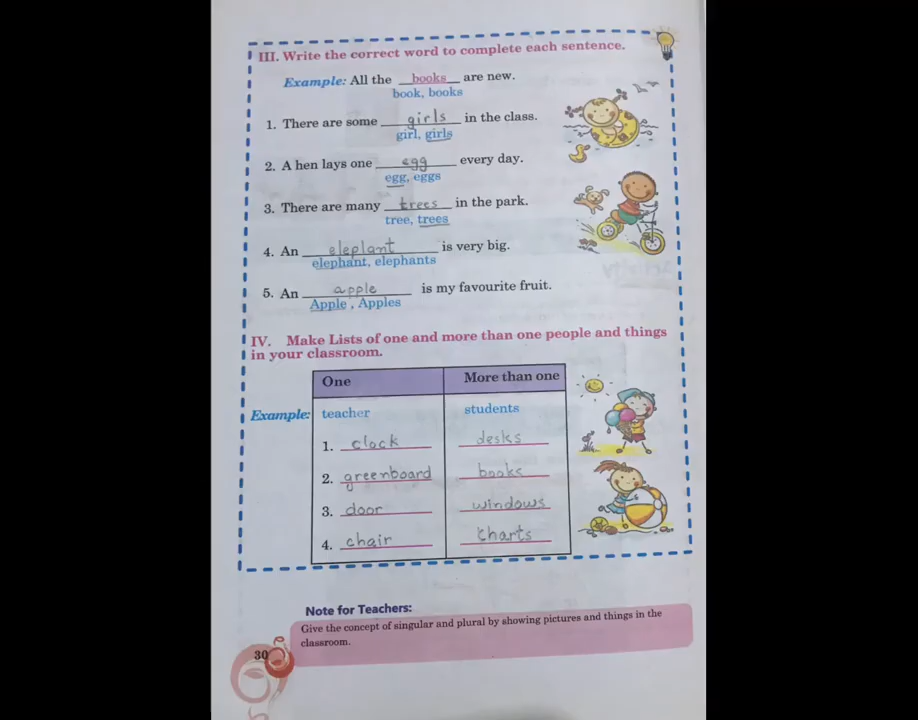 III. Write the correct word to complete each sentence.
Example: All the books are new.
book, books
1. There are some girls in the class.
girl, girls
2. A hen lays one egg every day.
egg, eggs
3. There are many trees in the park.
tree, trees
4. An eleplant is very big.
elephant, elephants
5. An apple is my favourite fruit.
Apple , Apples
IV. Make Lists of one and more than one people and things
in your classroom.
One More than one
Example: teacher students
1. clock desks
2. greenboard books
3. door windows
4. chair charts
Note for Teachers:
Give the concept of singular and plural by showing pictures and things in the
classroom.
30